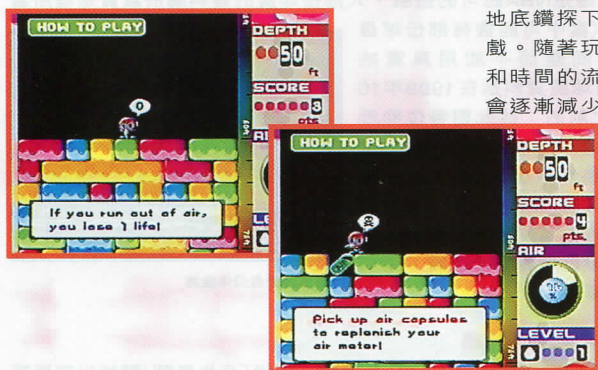 地底鑽探下
戲。隨著玩
和時間的流
會逐漸減少
HOW TO PLAY
DEPTH
50
ft
SCORE
3
pts
If you run out of air,
you lose 1 life!
HOW TO PLAY
DEPTH
50
ft
SCORE
4
pts.
AIR
%
LEVEL
1
Pick up air capsules
to replenish your
air meter!